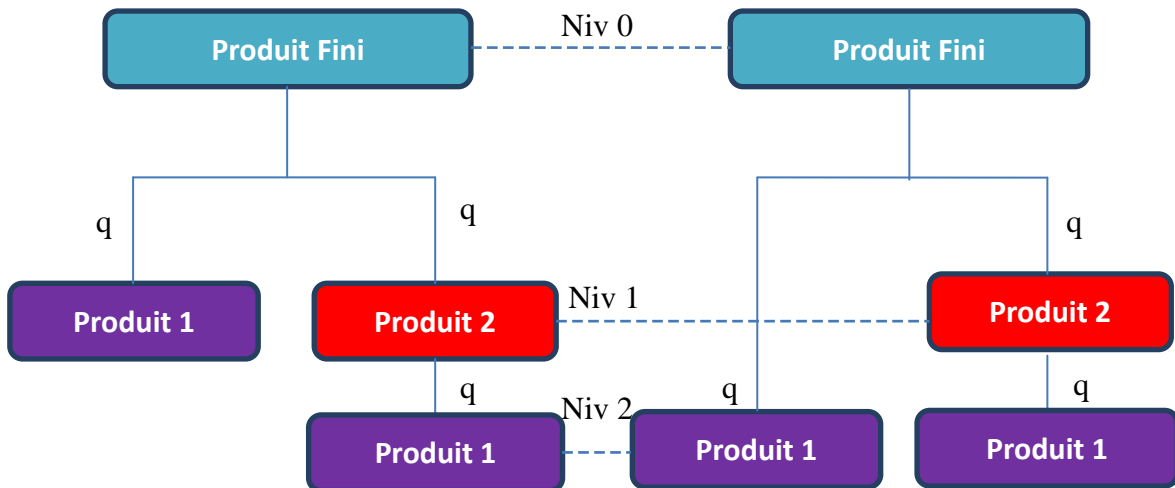 Niv 0
Produit Fini
Produit Fini
q
q
q
Produit 1
Produit 2
Niv 1
Produit 2
q
Niv 2
q
q
Produit 1
Produit 1
Produit 1